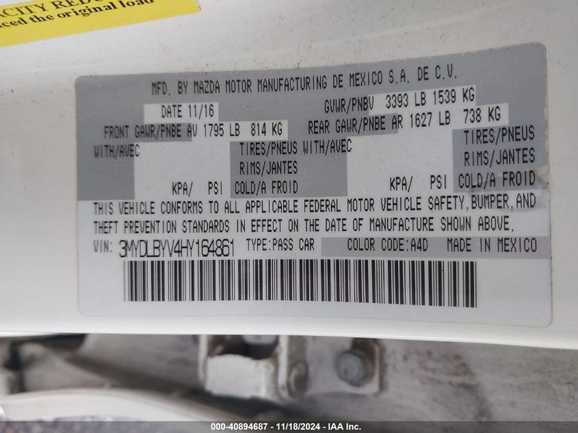 ACITY RED
ced the original load
MFD. BY MAZDA MOTOR MANUFACTURING DE MEXICO S.A. DE C.V.
DATE 11/16 GVWR/PNBV 3393 LB 1539 KG
FRONT GAWR/PNBE AV 1795 LB 814 KG REAR GAWR/PNBE AR 1627 LB 738 KG
WITH/AVEC TIRES/PNEUS WITH/AVEC TIRES/PNEUS
RIMS/JANTES RIMS/JANTES
KPA/ PSI COLD/A FROID KPA/ PSI COLD/A FROID
THIS VEHICLE CONFORMS TO ALL APPLICABLE FEDERAL MOTOR VEHICLE SAFETY, BUMPER, AND
THEFT PREVENTION STANDARDS IN EFFECT ON THE DATE OF MANUFACTURE SHOWN ABOVE.
VIN: 3MYDLBYV4HY164861 TYPE:PASS CAR COLOR CODE:A4D MADE IN MEXICO
000-40894687 - 11/18/2024 - IAA Inc.